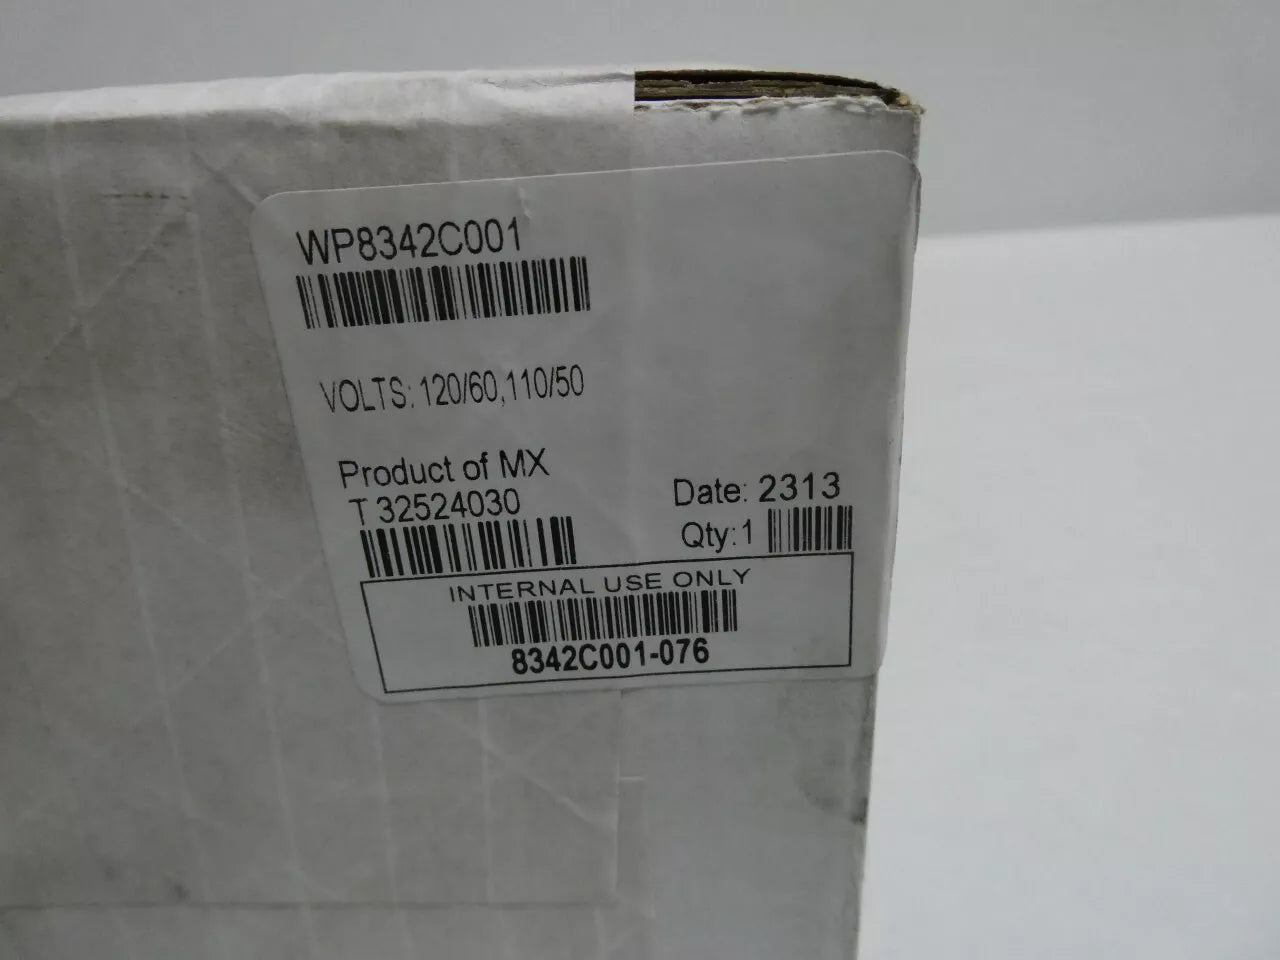 WP8342C001
VOLTS: 120/60,110/50
Product of MX
T 32524030
Date: 2313
Qty:1
INTERNAL USE ONLY
8342C001-076